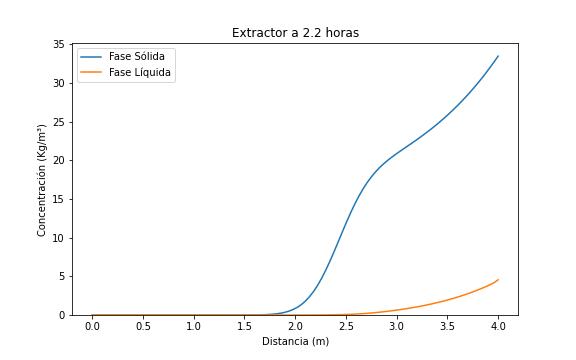 Extractor a 2.2 horas
Fase Sólida
Fase Líquida
Concentración (Kg/m³)
35
30
25
20
15
10
5
0
0.0 0.5 1.0 1.5 2.0 2.5 3.0 3.5 4.0
Distancia (m)